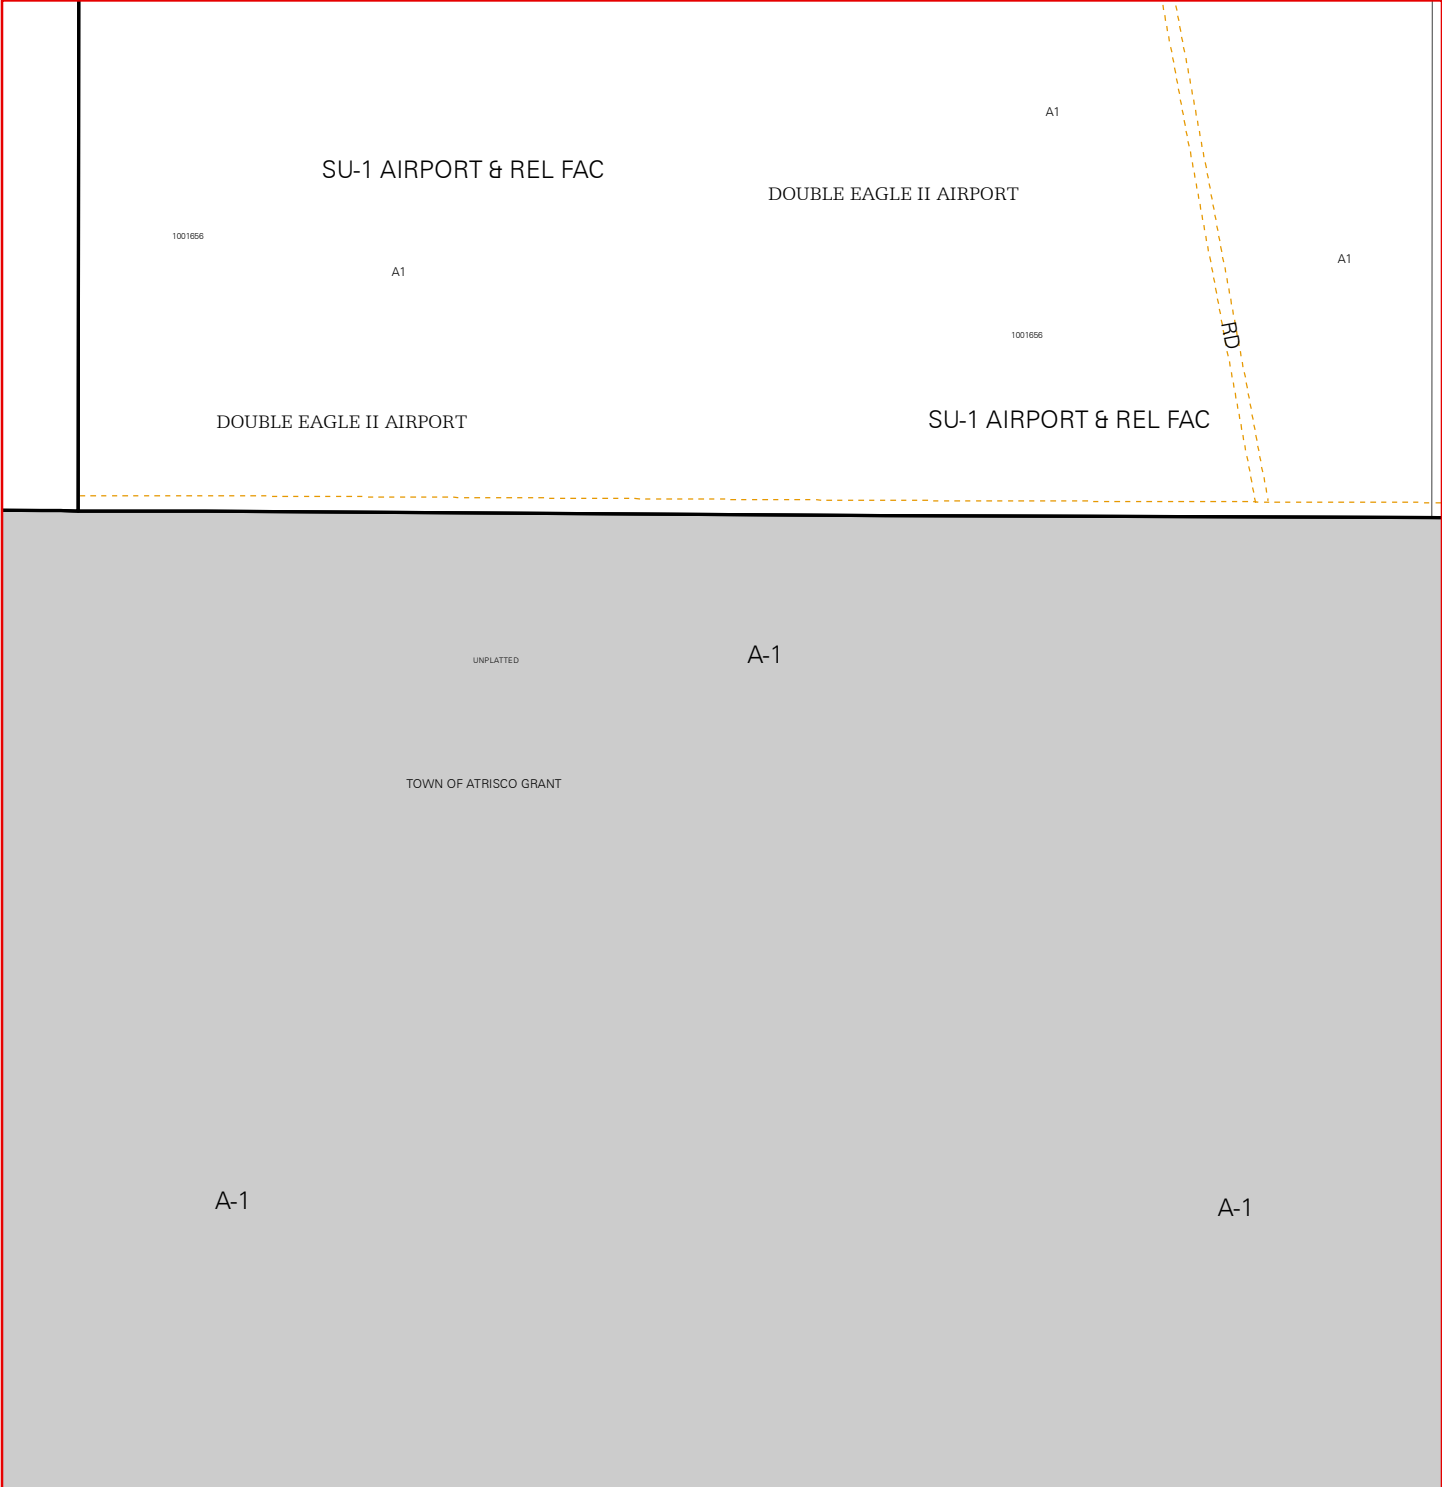 A1
SU-1 AIRPORT & REL FAC
DOUBLE EAGLE II AIRPORT
1001656
A1
A1
1001656
RD
DOUBLE EAGLE II AIRPORT
SU-1 AIRPORT & REL FAC
UNPLATTED
A-1
TOWN OF ATRISCO GRANT
A-1
A-1